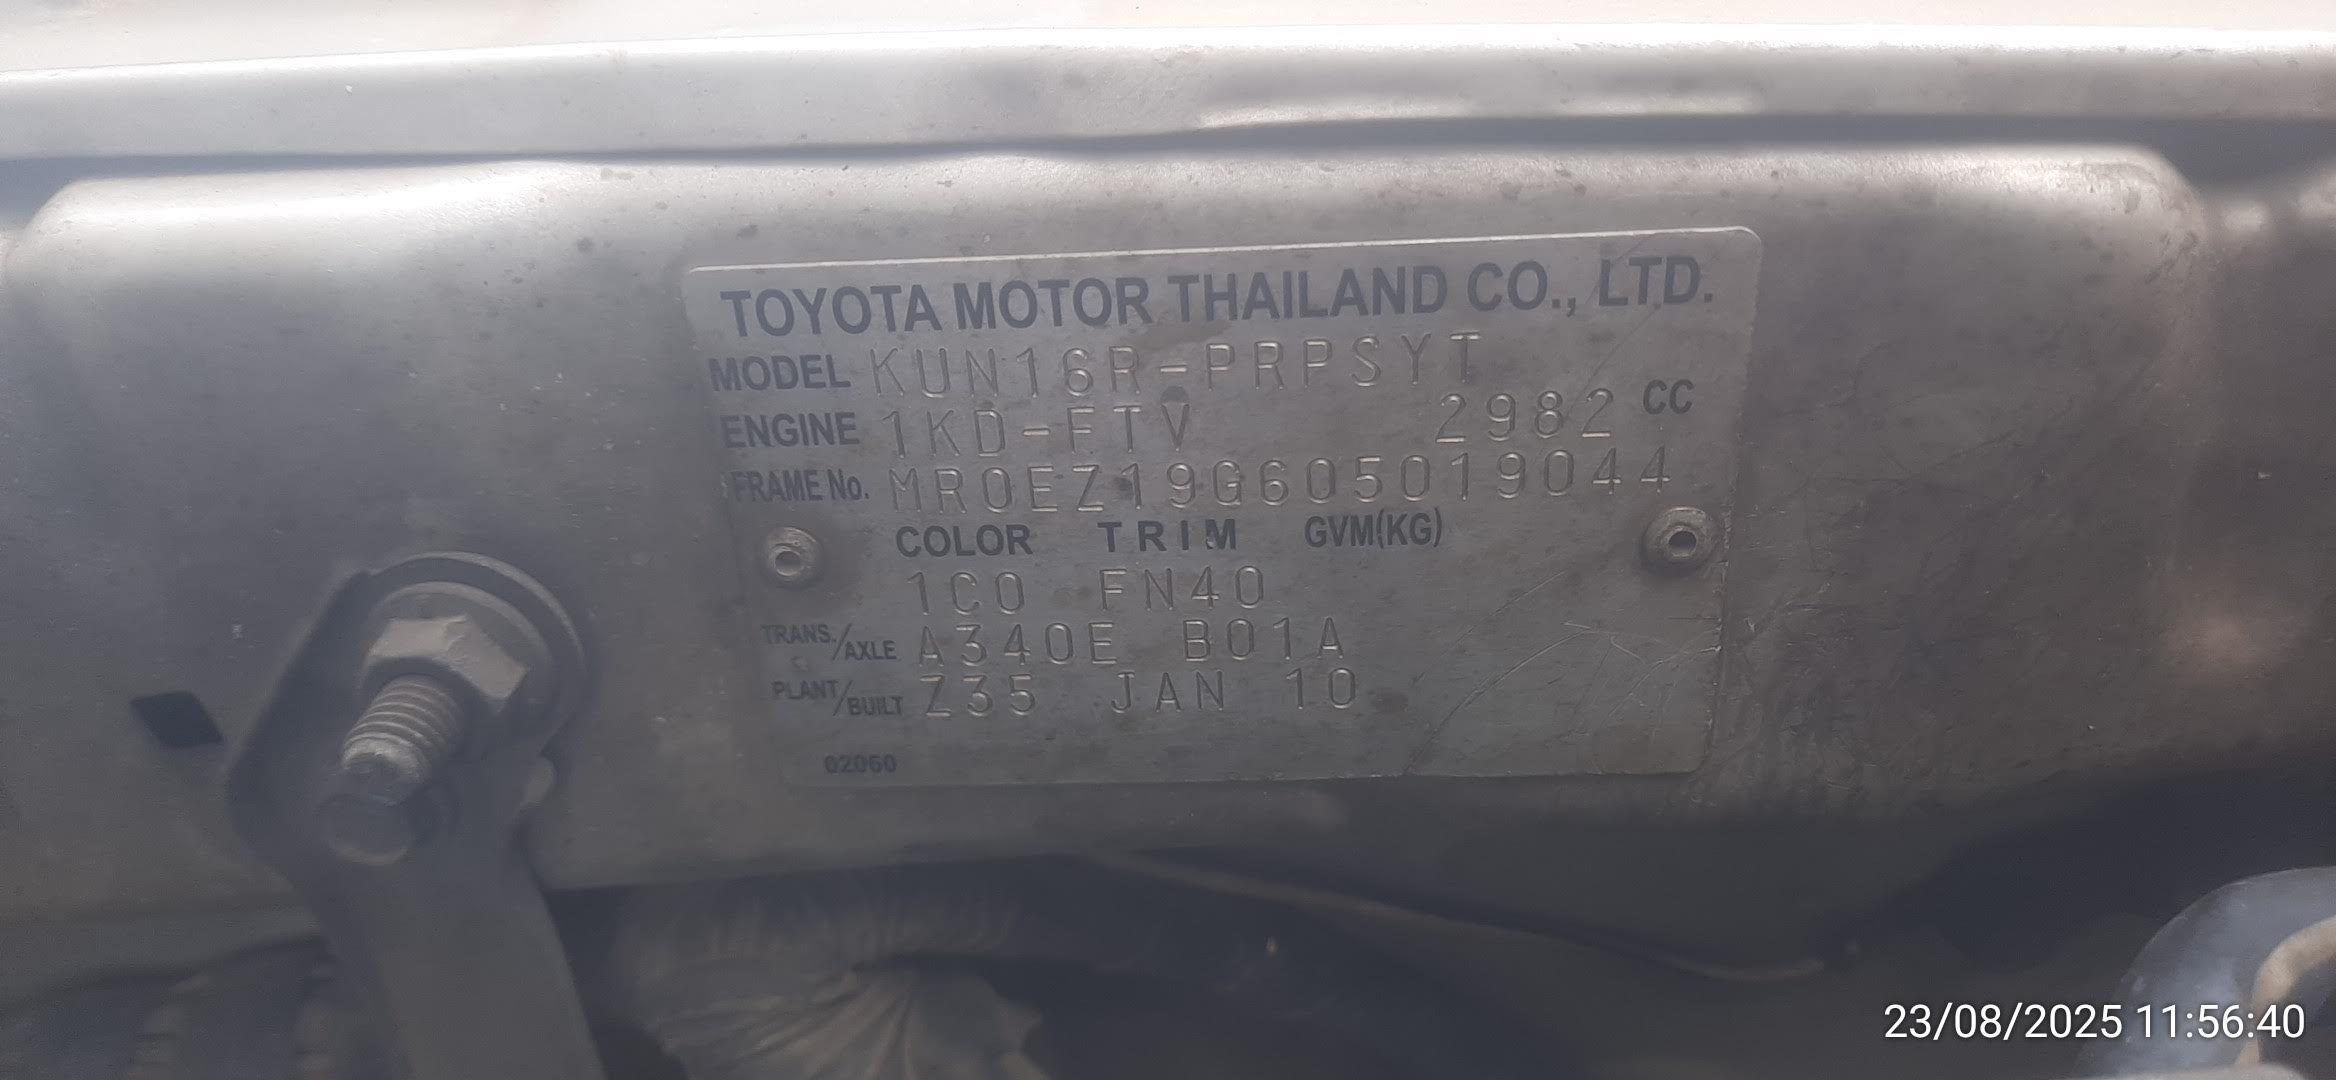 TOYOTA MOTOR THAILAND CO., LTD.
MODEL KUN16R-PRPSYT
ENGINE 1KD-FTV 2982 CC
FRAME No. MR0EZ19G605019044
COLOR TRIM GVM(KG)
1C0 FN40
TRANS./AXLE A340E B01A
PLANT/BUILT Z35 JAN 10
02060
23/08/2025 11:56:40